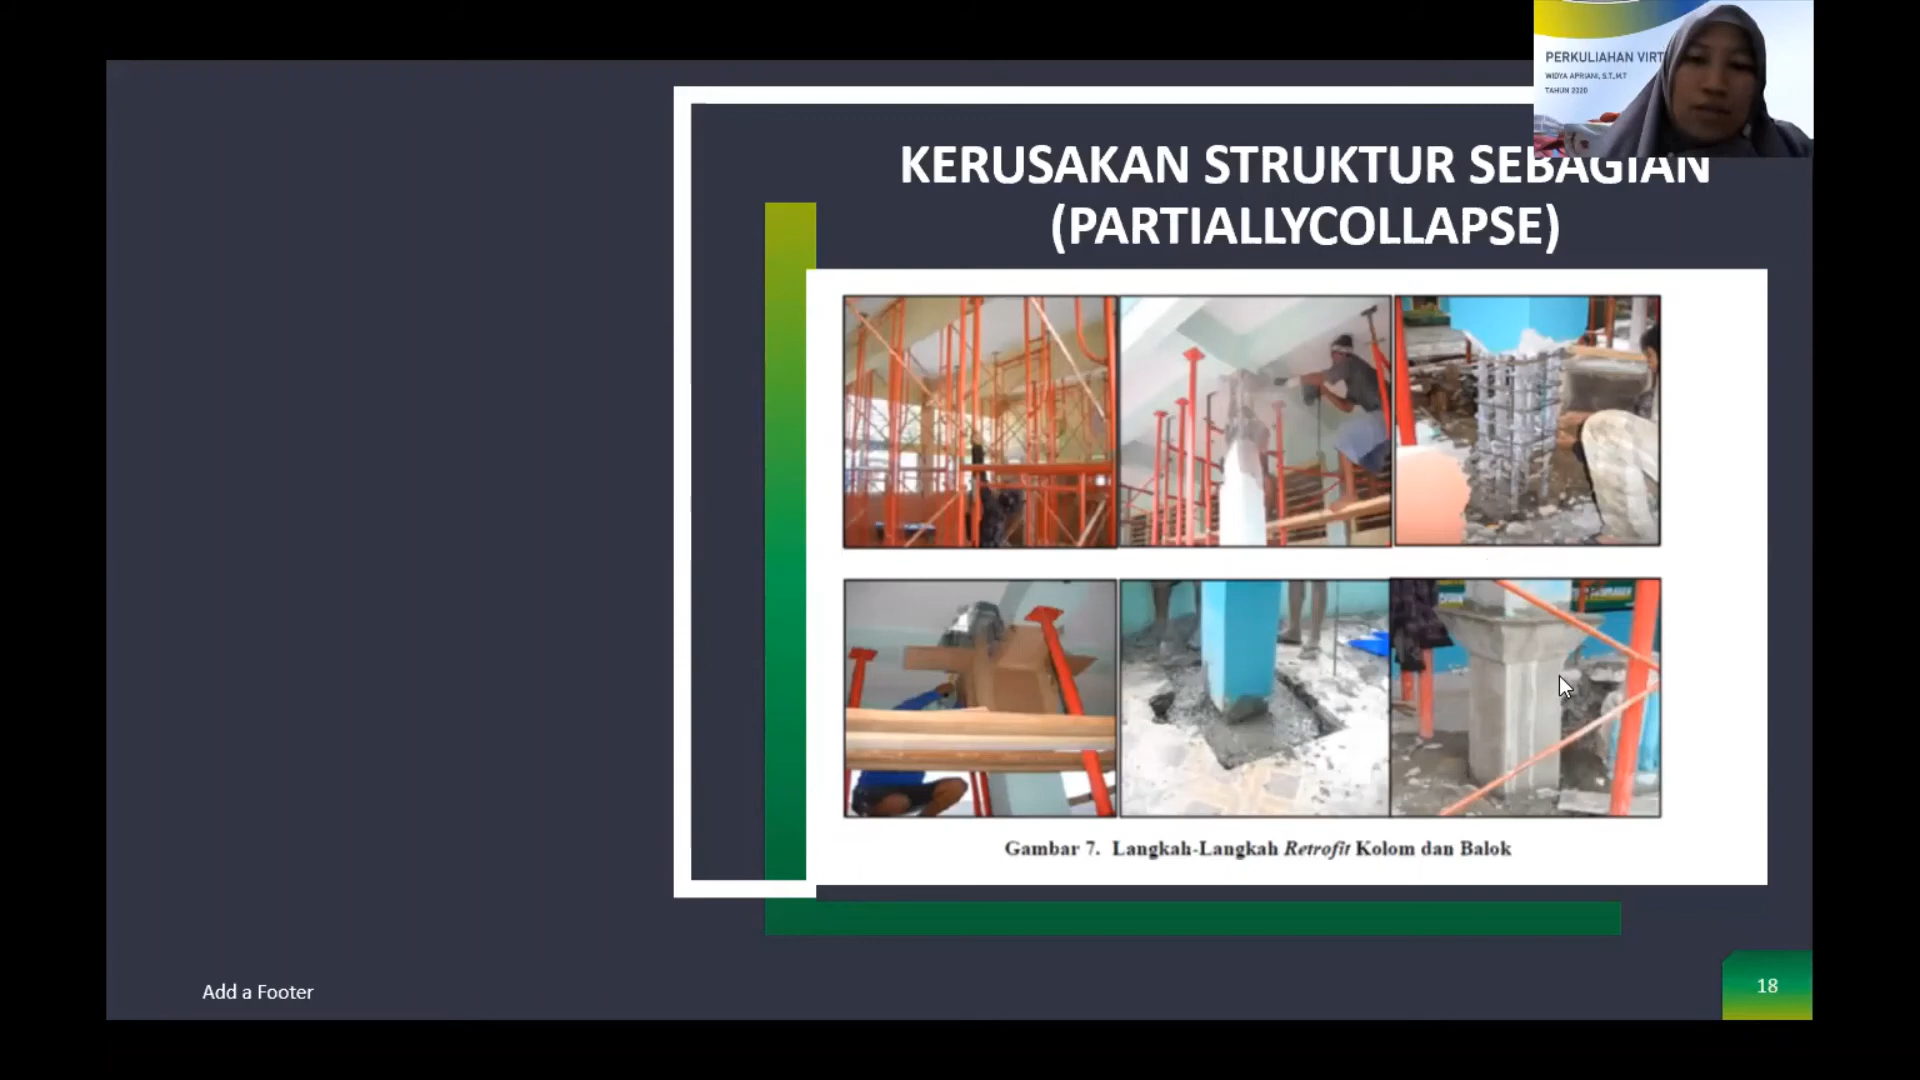 PERKULIAHAN VIRT
WIDYA APRIANI, S.T.,M.T
TAHUN 2020
KERUSAKAN STRUKTUR SEBAGIAN
(PARTIALLYCOLLAPSE)
Gambar 7. Langkah-Langkah Retrofit Kolom dan Balok
Add a Footer
18